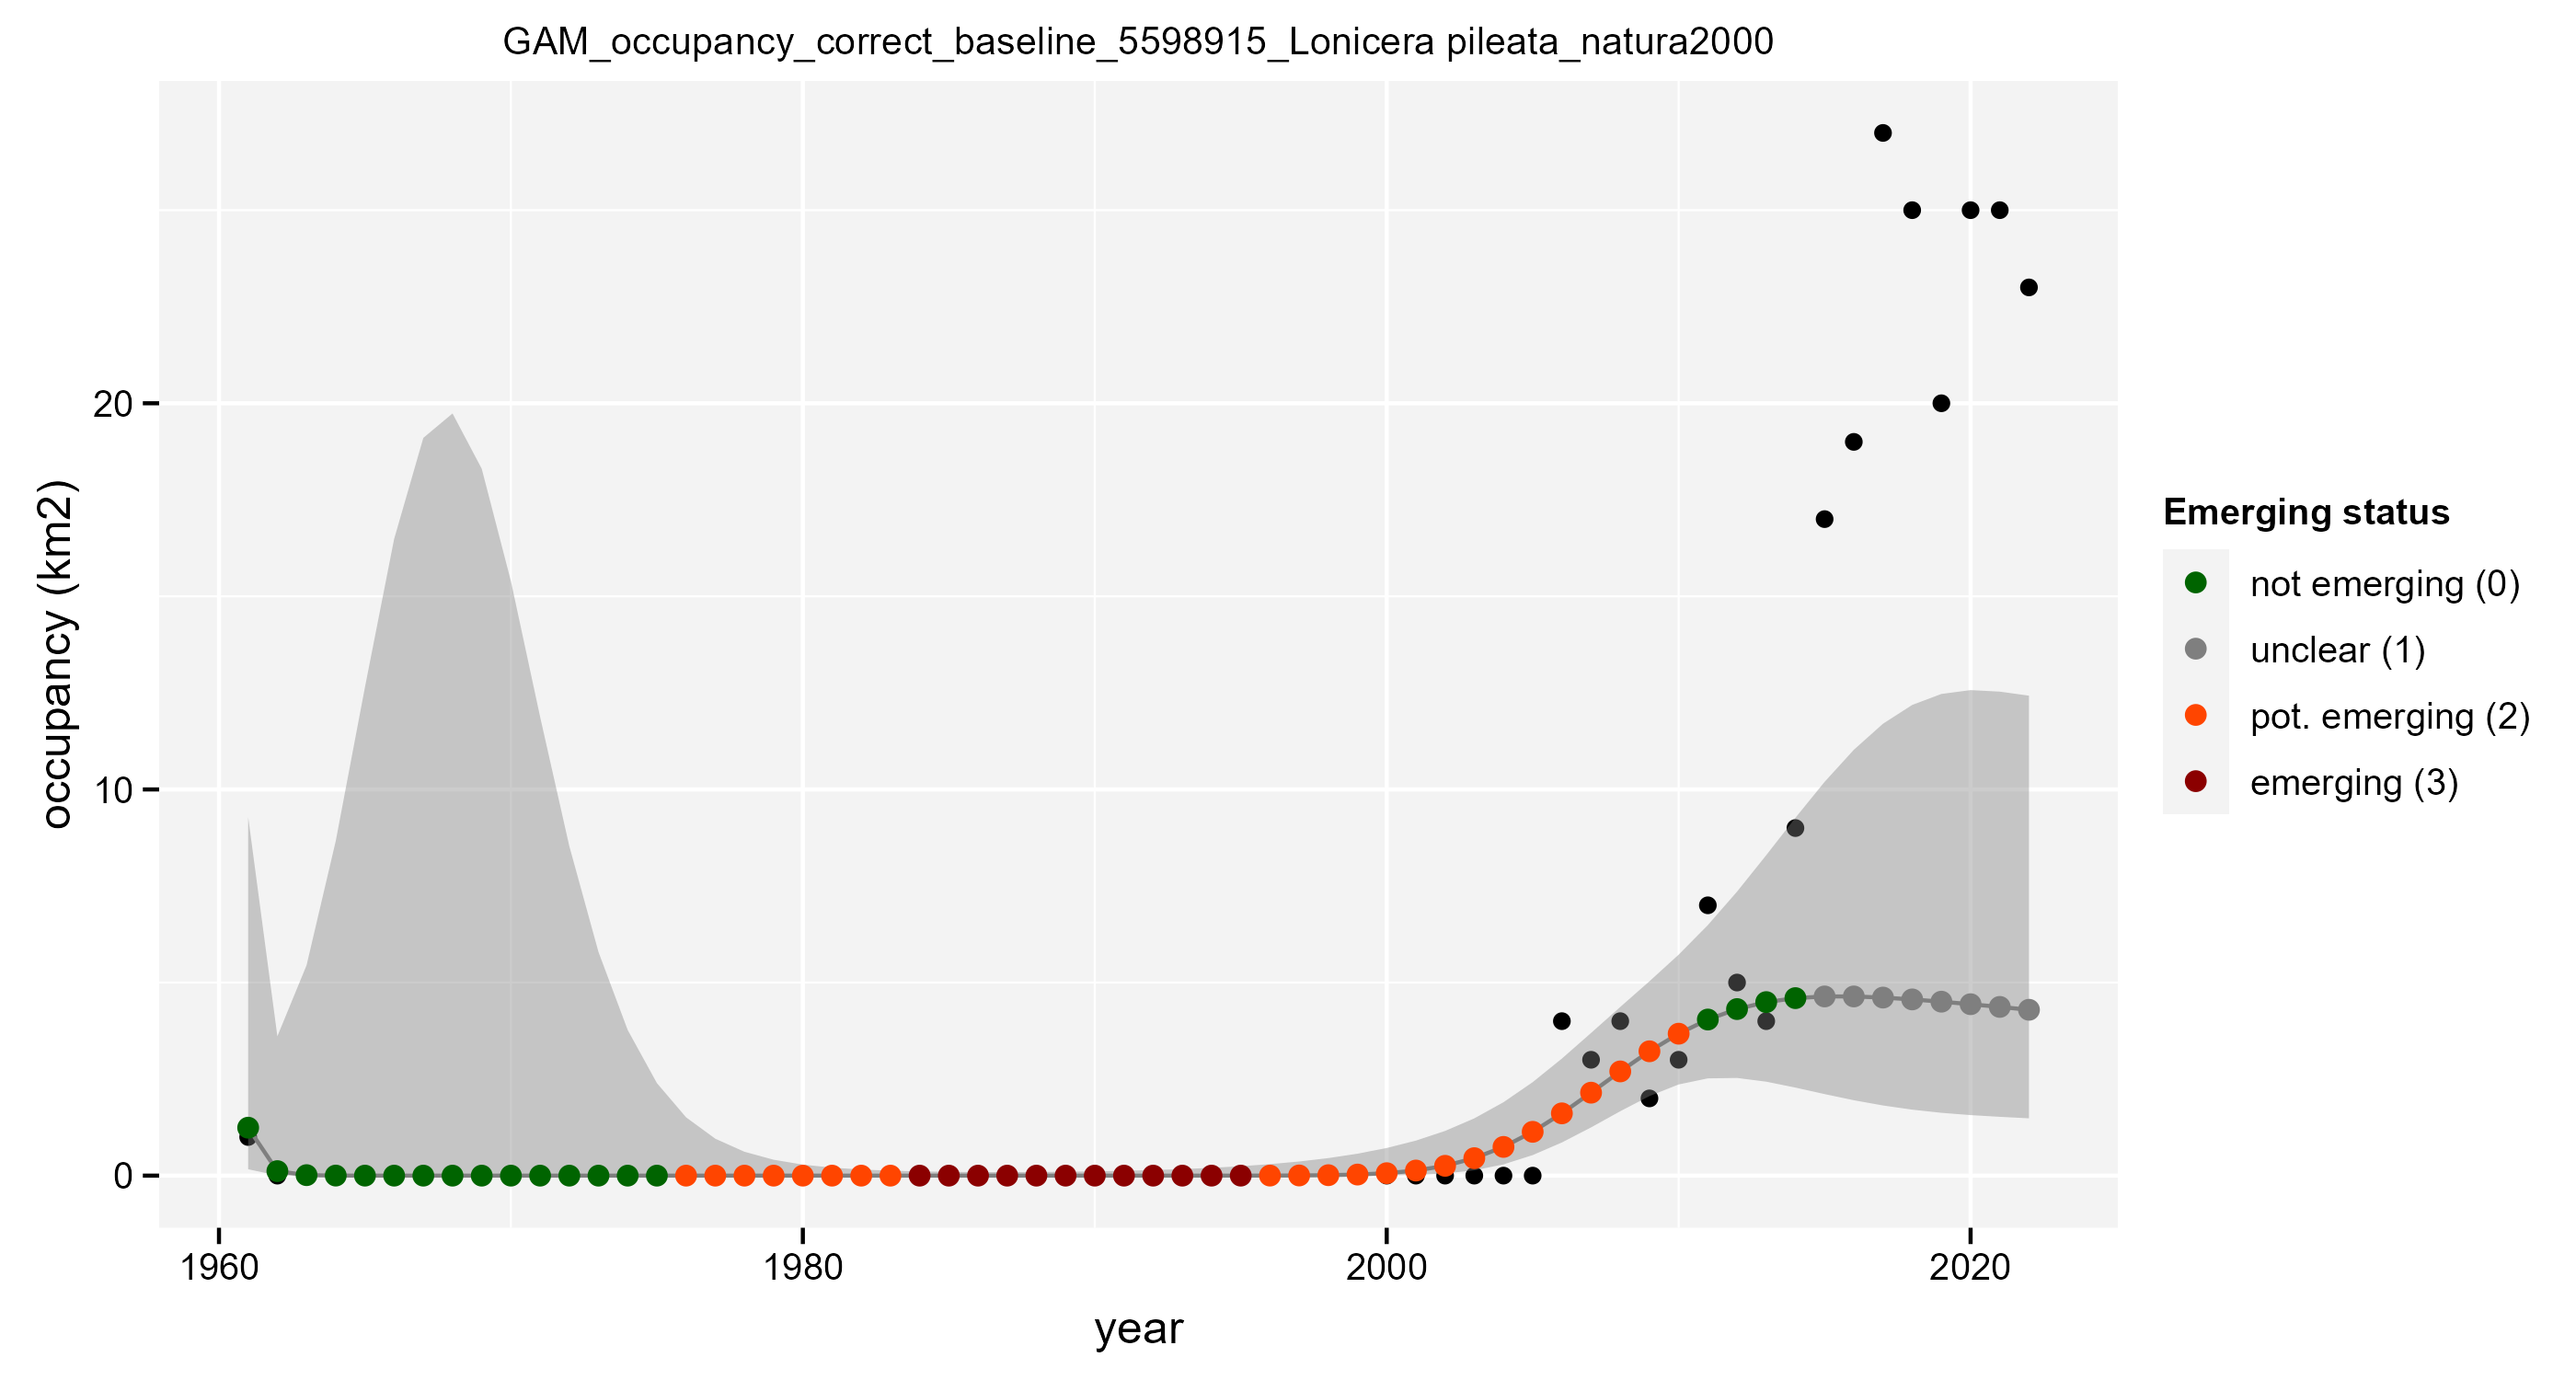 GAM_occupancy_correct_baseline_5598915_Lonicera pileata_natura2000
occupancy (km2)
20
10
0
1960
1980
2000
2020
year
Emerging status
not emerging (0)
unclear (1)
pot. emerging (2)
emerging (3)